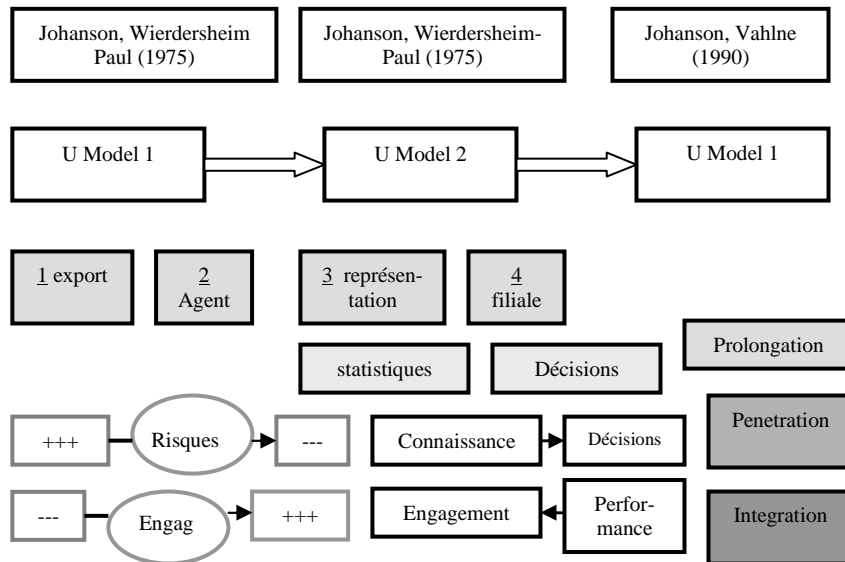 Johanson, Wierdersheim
Paul (1975)
Johanson, Wierdersheim-
Paul (1975)
Johanson, Vahlne
(1990)
U Model 1
U Model 2
U Model 1
1 export
2
Agent
3 représen-
tation
4
filiale
Prolongation
statistiques
Décisions
+++
Risques
---
Connaissance
Décisions
Penetration
---
Engag
+++
Engagement
Perfor-
mance
Integration